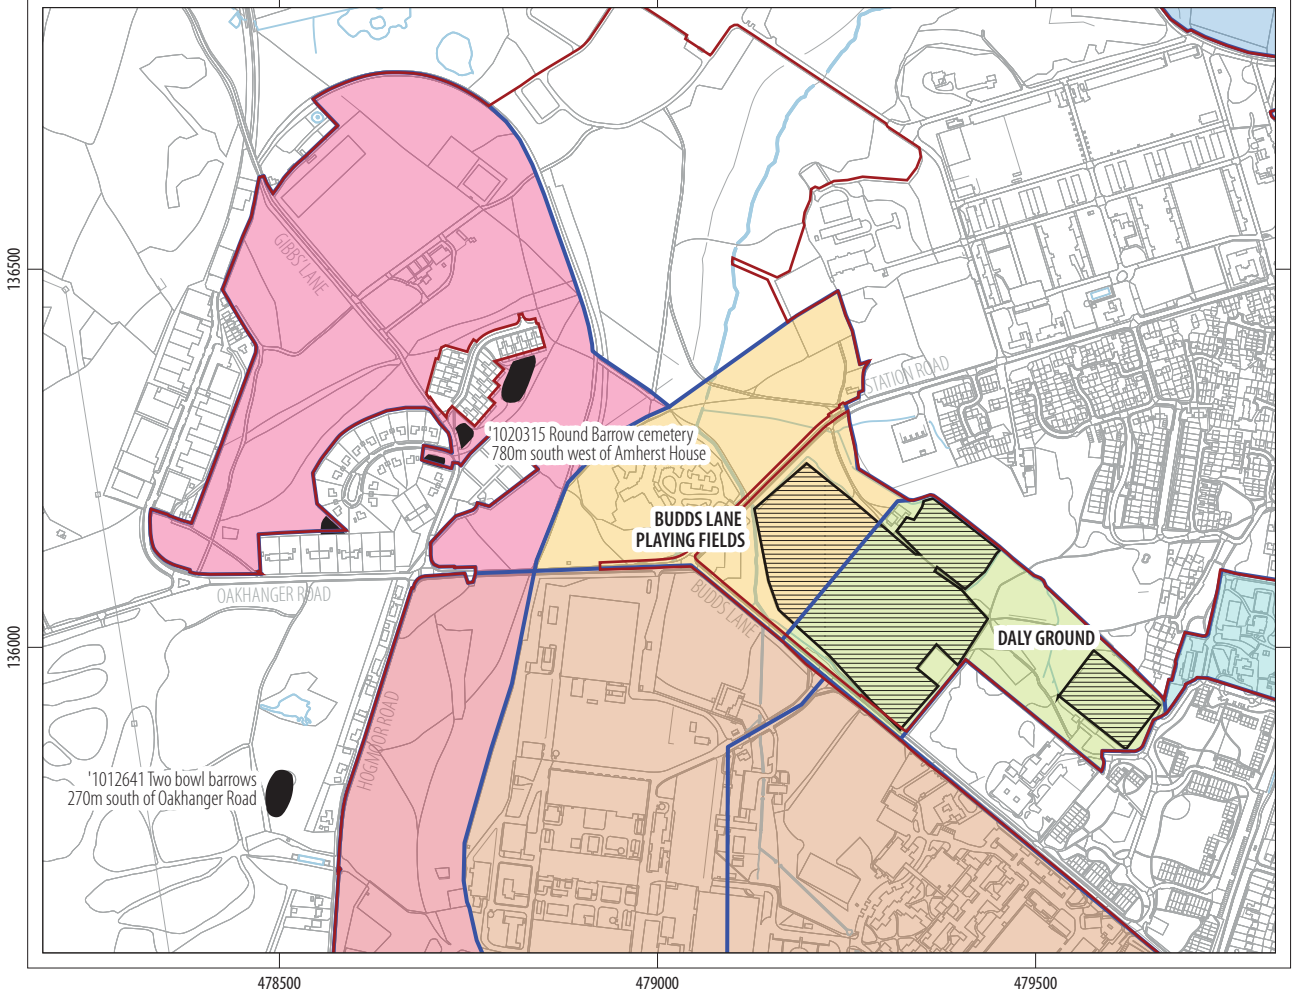 136500
136000
GIBBS' LANE
STATION ROAD
'1020315 Round Barrow cemetery
780m south west of Amherst House
BUDDS LANE
PLAYING FIELDS
OAKHANGER ROAD
BUDDS LANE
DALY GROUND
HOGMOOR ROAD
'1012641 Two bowl barrows
270m south of Oakhanger Road
478500
479000
479500